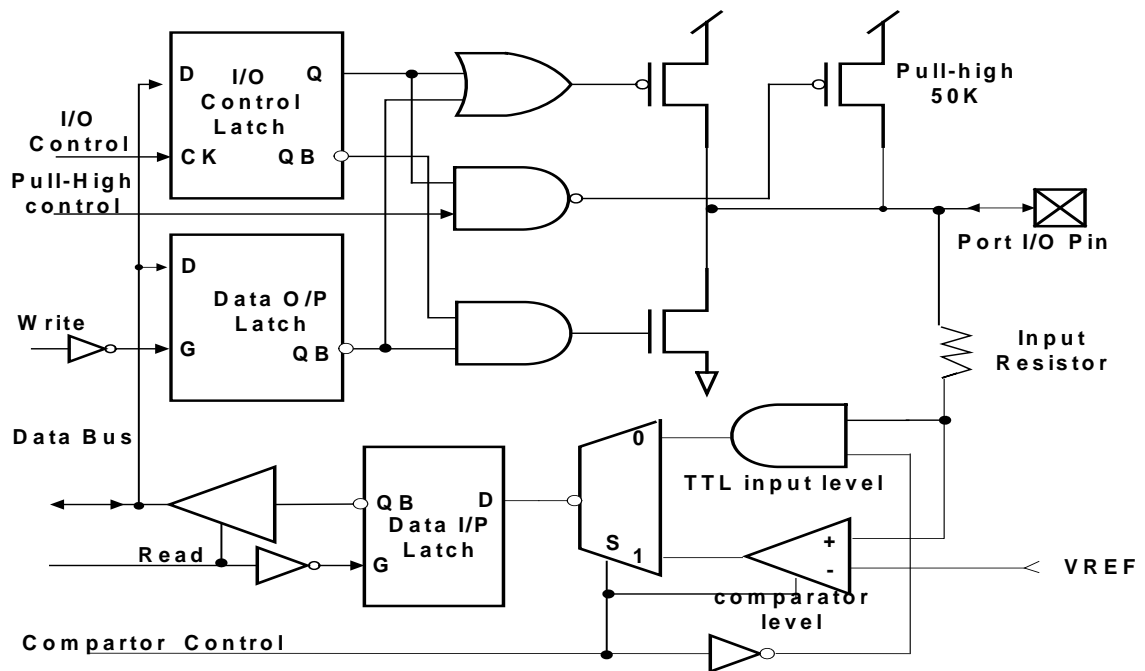 D
I/O
Control
Latch
Q
CK
QB
I/O
Control
Pull-High
control
Pull-high
50K
Port I/O Pin
D
Data O/P
Latch
G
QB
Write
Input
Resistor
Data Bus
0
TTL input level
QB
D
Data I/P
Latch
G
S
1
+
-
Read
VREF
comparator
level
Compartor Control